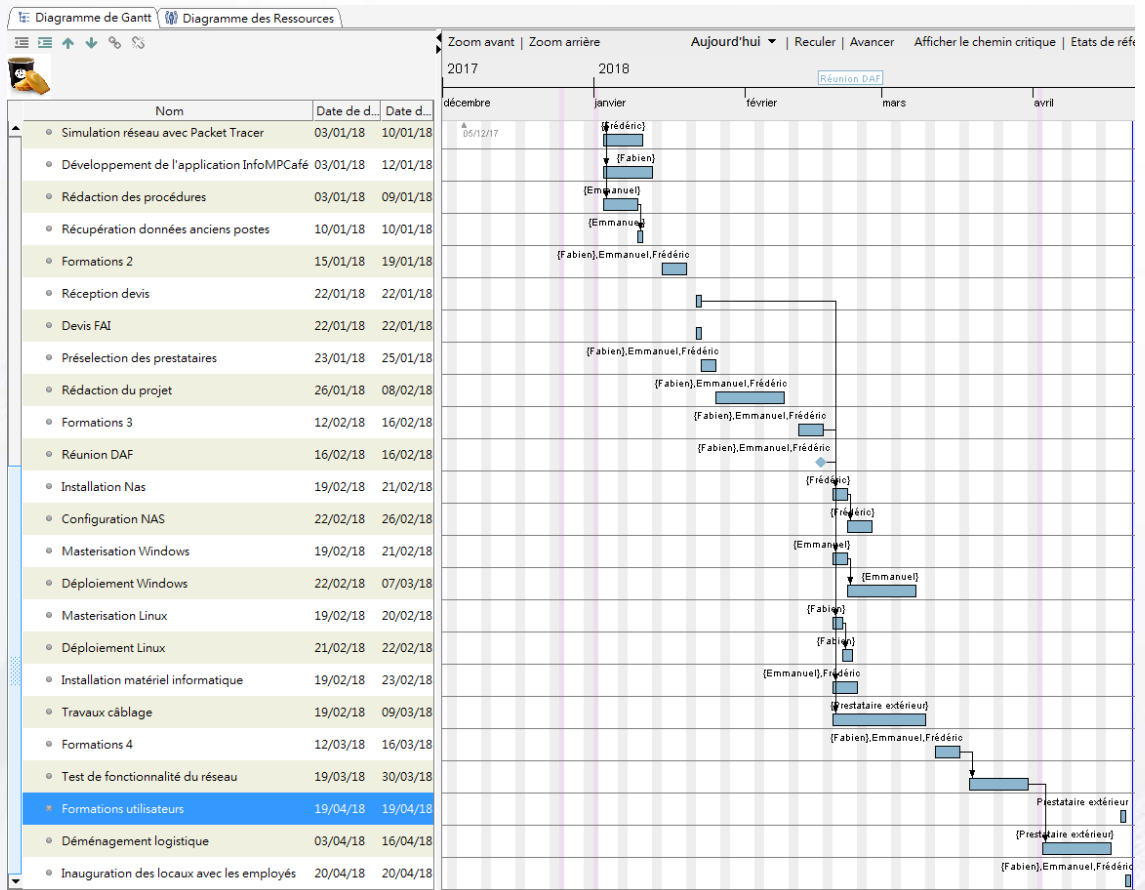 Diagramme de Gantt Diagramme des Ressources
Zoom avant | Zoom arrière Aujourd'hui | Reculer | Avancer Afficher le chemin critique | Etats de réfé
2017 2018
Réunion DAF
Nom Date de d... Date d...
décembre janvier février mars avril
05/12/17
Simulation réseau avec Packet Tracer 03/01/18 10/01/18 {Frédéric}
Développement de l'application InfoMPCafé 03/01/18 12/01/18 {Fabien}
Rédaction des procédures 03/01/18 09/01/18 {Emmanuel}
Récupération données anciens postes 10/01/18 10/01/18 {Emmanuel}
Formations 2 15/01/18 19/01/18 {Fabien},Emmanuel,Frédéric
Réception devis 22/01/18 22/01/18
Devis FAI 22/01/18 22/01/18
Préselection des prestataires 23/01/18 25/01/18 {Fabien},Emmanuel,Frédéric
Rédaction du projet 26/01/18 08/02/18 {Fabien},Emmanuel,Frédéric
Formations 3 12/02/18 16/02/18 {Fabien},Emmanuel,Frédéric
Réunion DAF 16/02/18 16/02/18 {Fabien},Emmanuel,Frédéric
Installation Nas 19/02/18 21/02/18 {Frédéric}
Configuration NAS 22/02/18 26/02/18 {Frédéric}
Masterisation Windows 19/02/18 21/02/18 {Emmanuel}
Déploiement Windows 22/02/18 07/03/18 {Emmanuel}
Masterisation Linux 19/02/18 20/02/18 {Fabien}
Déploiement Linux 21/02/18 22/02/18 {Fabien}
Installation matériel informatique 19/02/18 23/02/18 {Emmanuel},Frédéric
Travaux câblage 19/02/18 09/03/18 {Prestataire extérieur}
Formations 4 12/03/18 16/03/18 {Fabien},Emmanuel,Frédéric
Test de fonctionnalité du réseau 19/03/18 30/03/18
Formations utilisateurs 19/04/18 19/04/18 Prestataire extérieur
Déménagement logistique 03/04/18 16/04/18 {Prestataire extérieur}
Inauguration des locaux avec les employés 20/04/18 20/04/18 {Fabien},Emmanuel,Frédéric